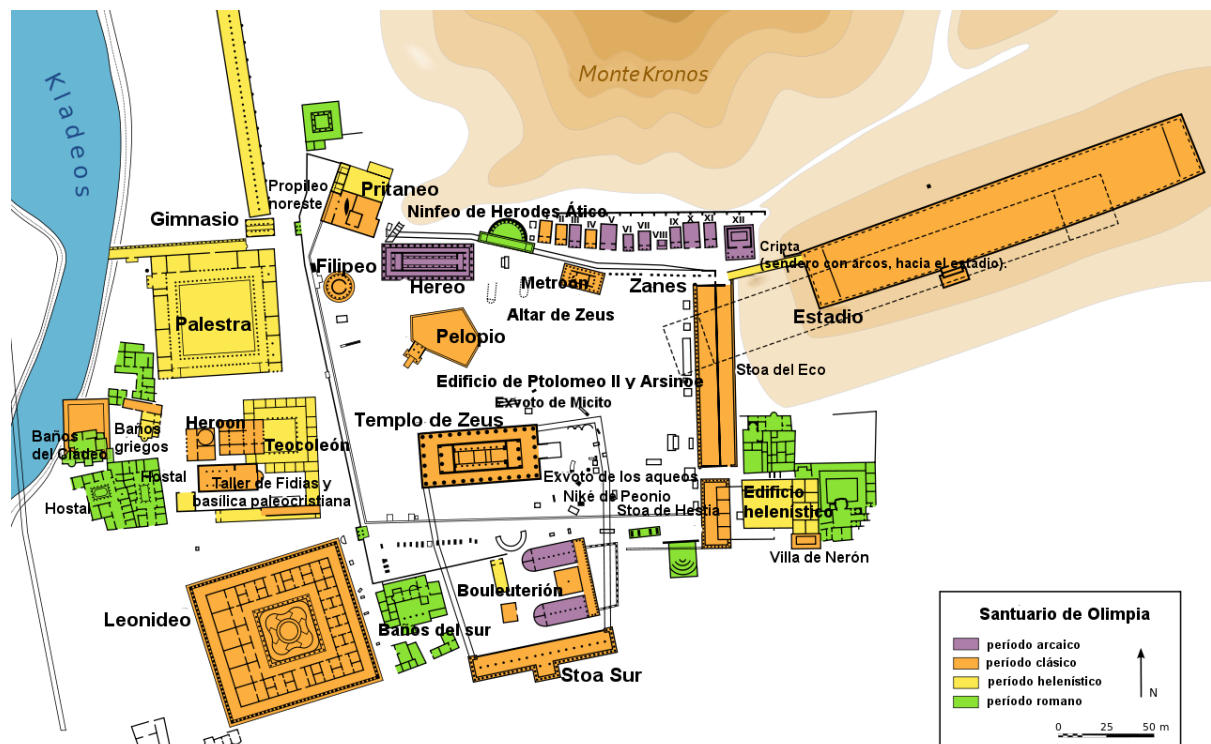 Kladeos
Monte Kronos
Propileo
noreste
Pritaneo
Gimnasio
Ninfeo de Herodes Ático
II
III
IV
V
VI
VII
VIII
IX
X
XI
XII
Cripta
(sendero con arcos, hacia el estadio).
Filipeo
Hereo
Metroon
Zanes
Altar de Zeus
Estadio
Palestra
Pelopio
Stoa del Eco
Edificio de Ptolomeo II y Arsinoe
Exvoto de Micito
Templo de Zeus
Heroon
Baños
griegos
Baños
del Cládeo
Teocoleón
Hostal
Taller de Fidias y
basílica paleocristiana
Hostal
Exvoto de los aqueos
Niké de Peonio
Stoa de Hestia
Edificio
helenístico
Villa de Nerón
Bouleuterión
Leonideo
Baños del sur
Stoa Sur
Santuario de Olimpia
período arcaico
período clásico
período helenístico
período romano
N
0 25 50 m